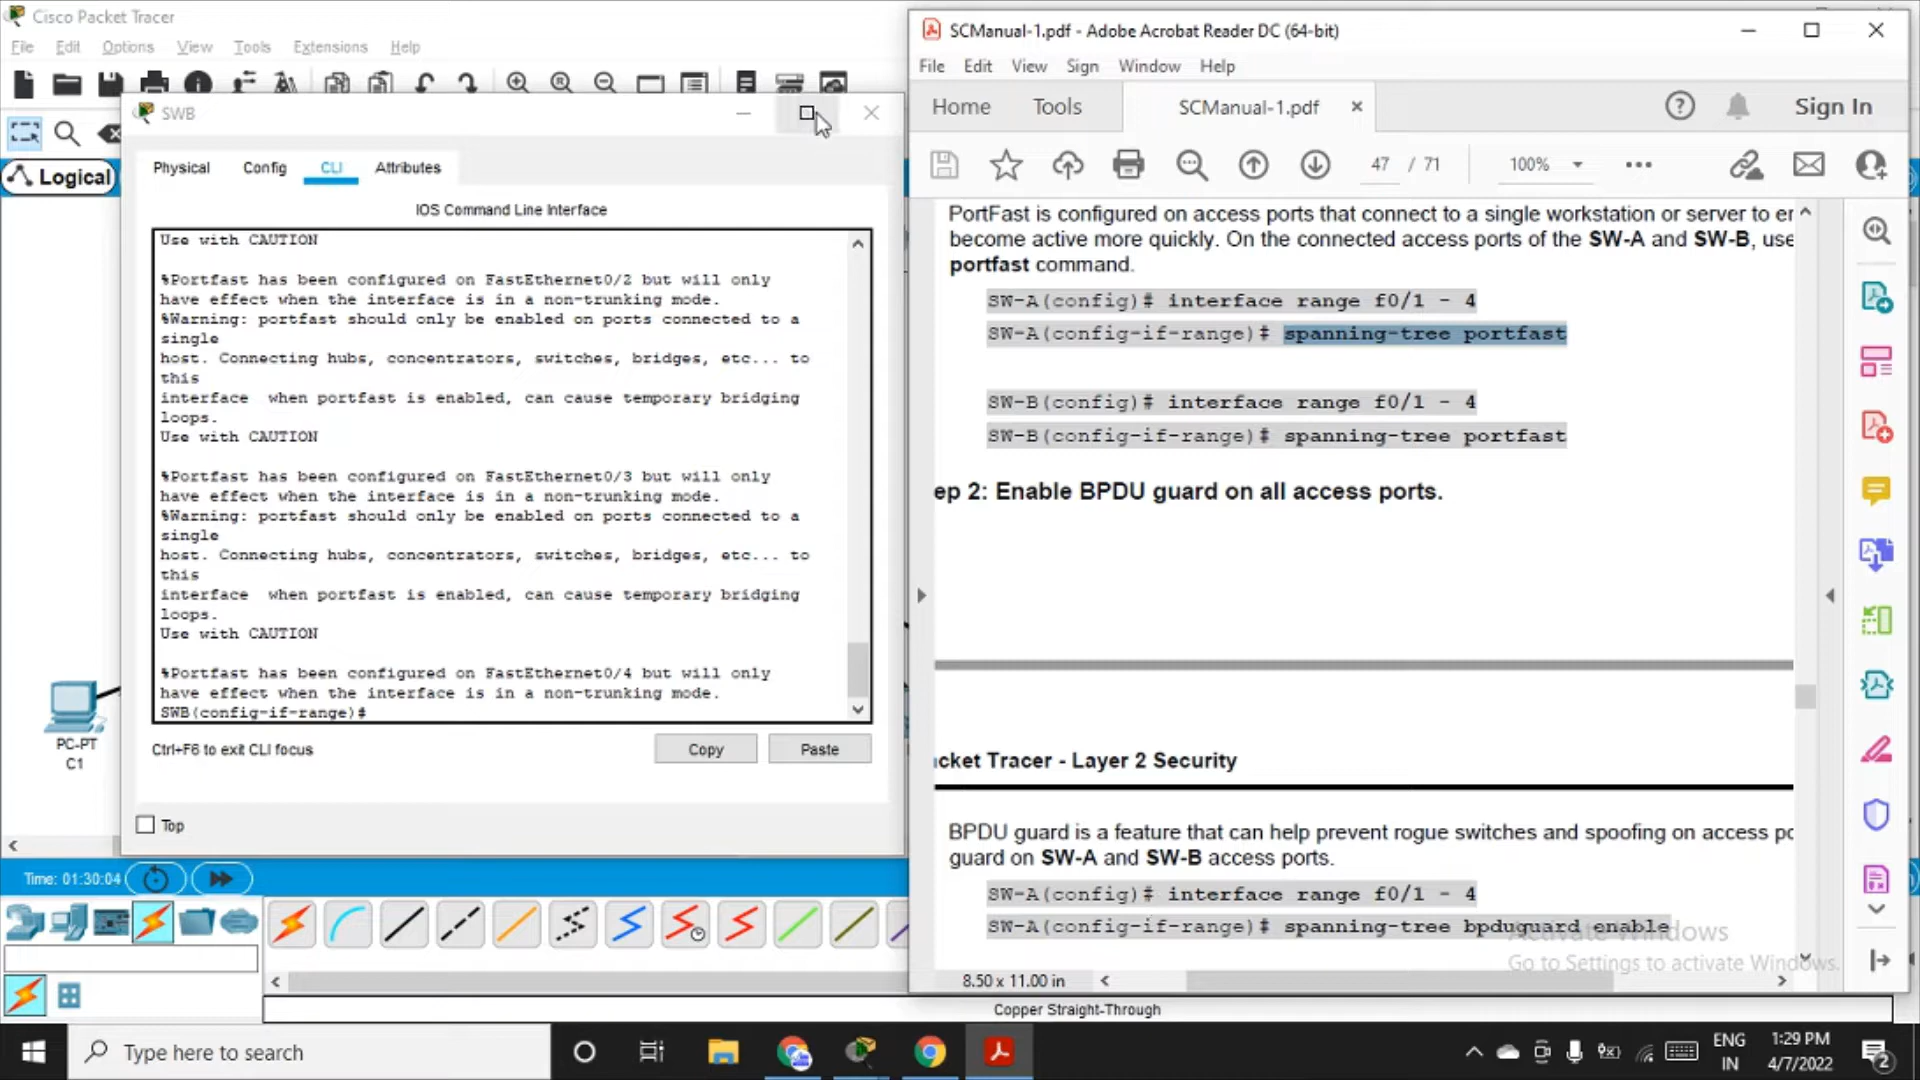 Cisco Packet Tracer
File Edit Options View Tools Extensions Help
SWB
Logical
Physical Config CLI Attributes
IOS Command Line Interface
Use with CAUTION
%Portfast has been configured on FastEthernet0/2 but will only
have effect when the interface is in a non-trunking mode.
%Warning: portfast should only be enabled on ports connected to a
single
host. Connecting hubs, concentrators, switches, bridges, etc... to
this
interface  when portfast is enabled, can cause temporary bridging
loops.
Use with CAUTION
%Portfast has been configured on FastEthernet0/3 but will only
have effect when the interface is in a non-trunking mode.
%Warning: portfast should only be enabled on ports connected to a
single
host. Connecting hubs, concentrators, switches, bridges, etc... to
this
interface  when portfast is enabled, can cause temporary bridging
loops.
Use with CAUTION
%Portfast has been configured on FastEthernet0/4 but will only
have effect when the interface is in a non-trunking mode.
SWB(config-if-range)#
Ctrl+F6 to exit CLI focus
Copy Paste
Top
PC-PT
C1
Time: 01:30:04
Copper Straight-Through
SCManual-1.pdf - Adobe Acrobat Reader DC (64-bit)
File Edit View Sign Window Help
Home Tools SCManual-1.pdf Sign In
47 / 71 100%
PortFast is configured on access ports that connect to a single workstation or server to er
become active more quickly. On the connected access ports of the SW-A and SW-B, use
portfast command.
SW-A(config)# interface range f0/1 - 4
SW-A(config-if-range)# spanning-tree portfast
SW-B(config)# interface range f0/1 - 4
SW-B(config-if-range)# spanning-tree portfast
ep 2: Enable BPDU guard on all access ports.
cket Tracer - Layer 2 Security
BPDU guard is a feature that can help prevent rogue switches and spoofing on access po
guard on SW-A and SW-B access ports.
SW-A(config)# interface range f0/1 - 4
SW-A(config-if-range)# spanning-tree bpduguard enable
Activate Windows
Go to Settings to activate Windows.
8.50 x 11.00 in
Type here to search
ENG
IN
1:29 PM
4/7/2022
2